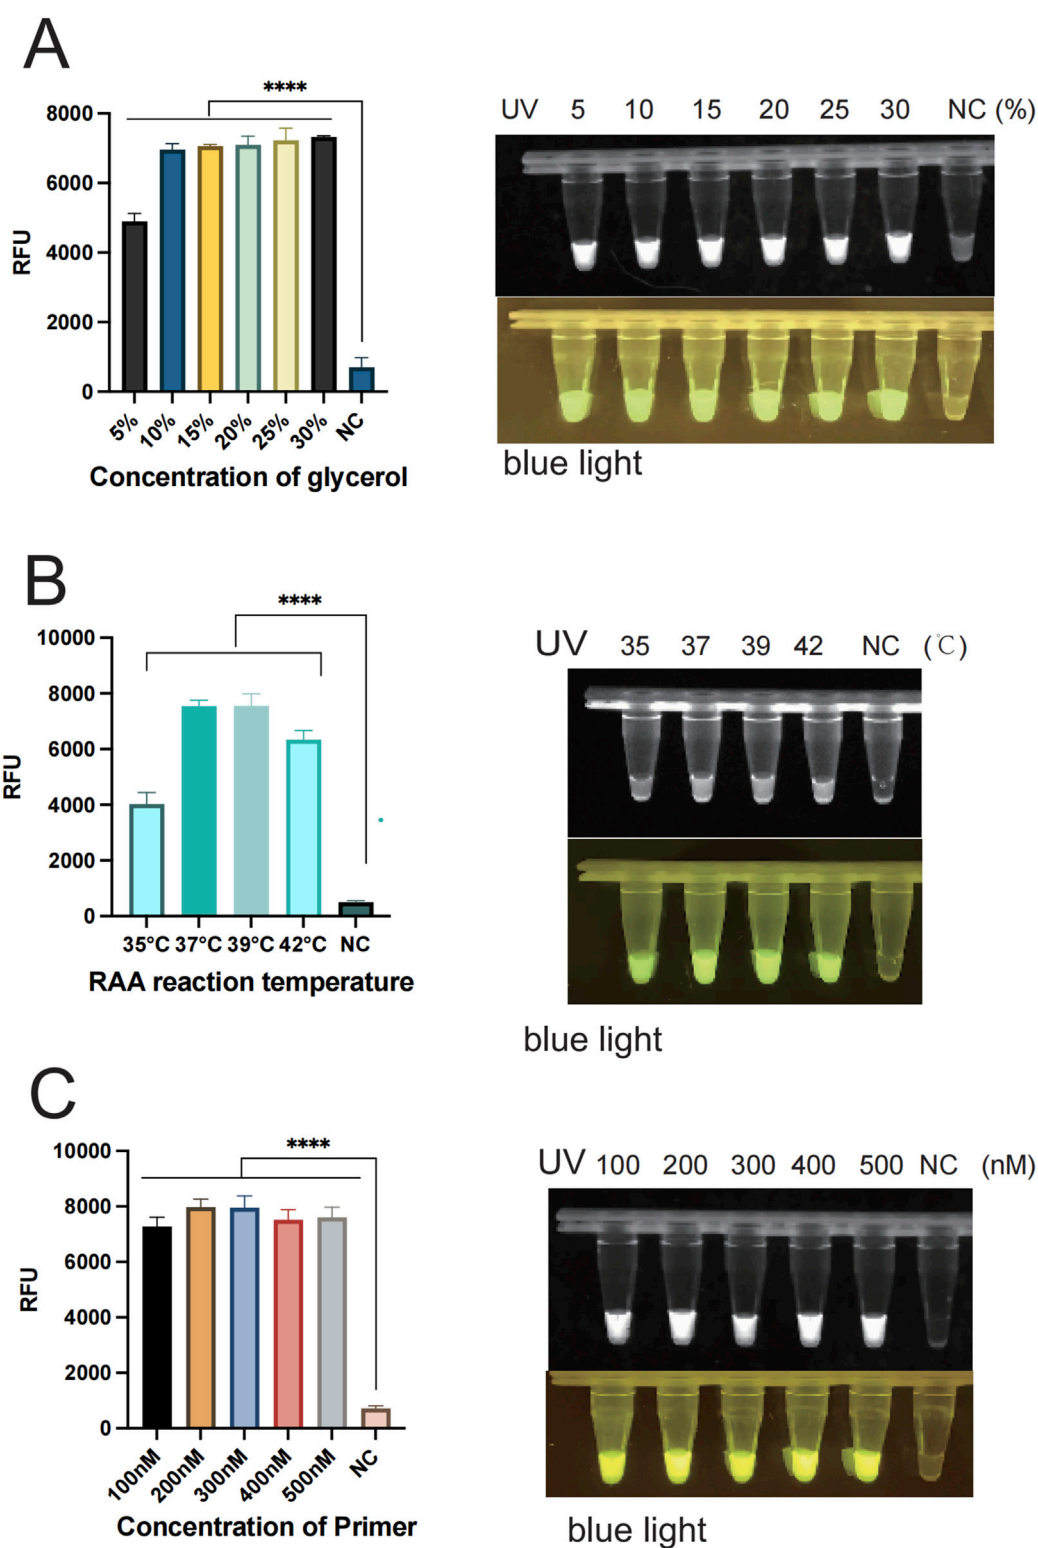 A
****
8000
6000
4000
2000
0
RFU
5% 10% 15% 20% 25% 30% NC
Concentration of glycerol
UV 5 10 15 20 25 30 NC (%)
blue light
B
****
10000
8000
6000
4000
2000
0
RFU
35°C 37°C 39°C 42°C NC
RAA reaction temperature
UV 35 37 39 42 NC (℃)
blue light
C
****
10000
8000
6000
4000
2000
0
RFU
100nM 200nM 300nM 400nM 500nM NC
Concentration of Primer
UV 100 200 300 400 500 NC (nM)
blue light